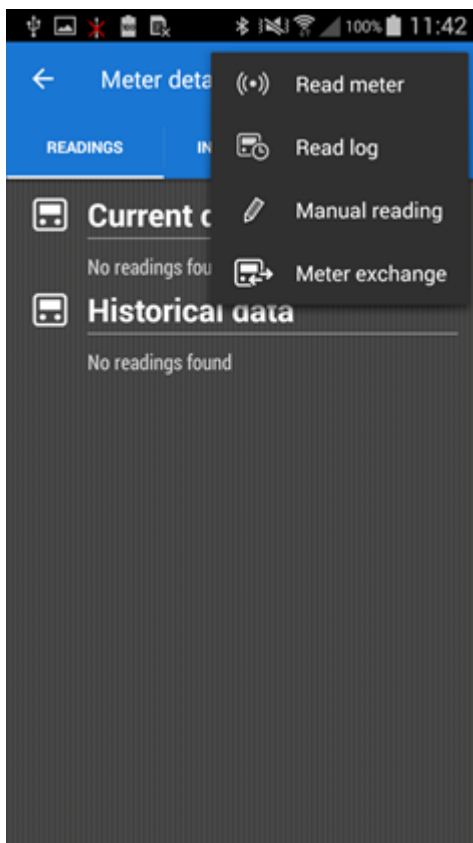 100% 11:42
Meter deta
Read meter
READINGS IN
Read log
Manual reading
Current
No readings fou
Meter exchange
Historical data
No readings found